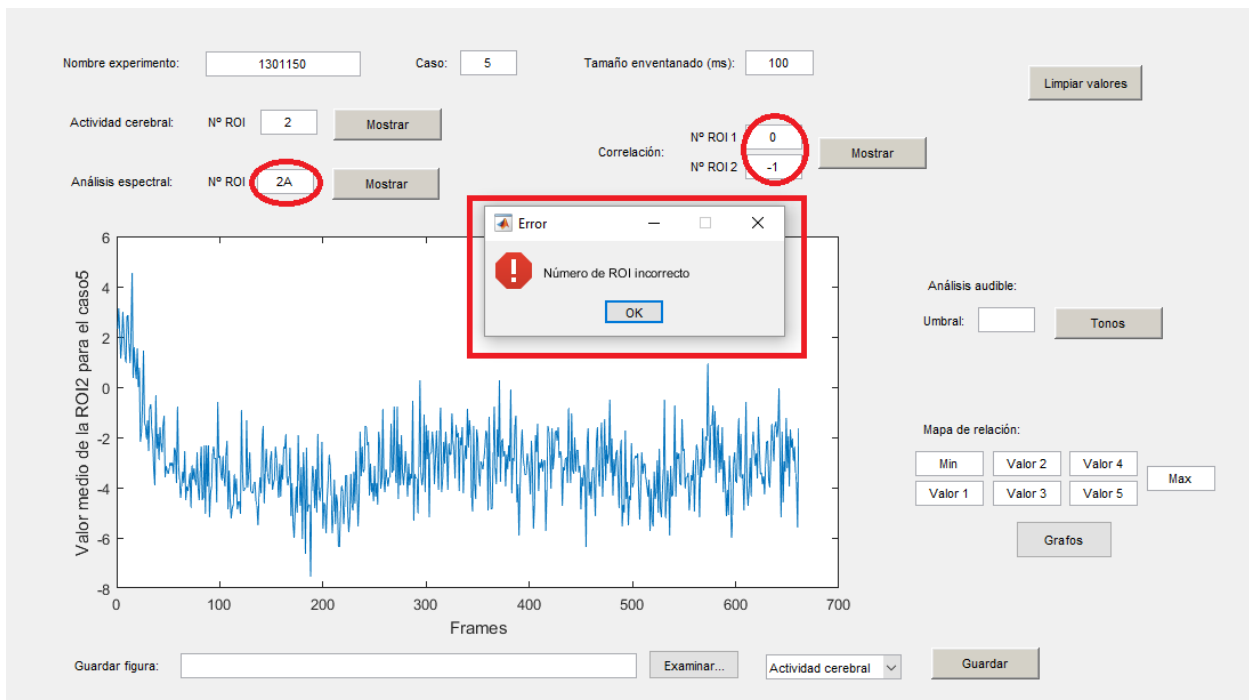 Nombre experimento: 1301150 Caso: 5 Tamaño enventanado (ms): 100
Limpiar valores
Actividad cerebral: Nº ROI 2 Mostrar
Correlación: Nº ROI 1 0 Mostrar
Nº ROI 2 -1
Análisis espectral: Nº ROI 2A Mostrar
Error
Número de ROI incorrecto
OK
Valor medio de la ROI2 para el caso5
6
4
2
0
-2
-4
-6
-8
0 100 200 300 400 500 600 700
Frames
Análisis audible:
Umbral: Tonos
Mapa de relación:
Min Valor 2 Valor 4 Max
Valor 1 Valor 3 Valor 5
Grafos
Guardar figura: Examinar... Actividad cerebral Guardar